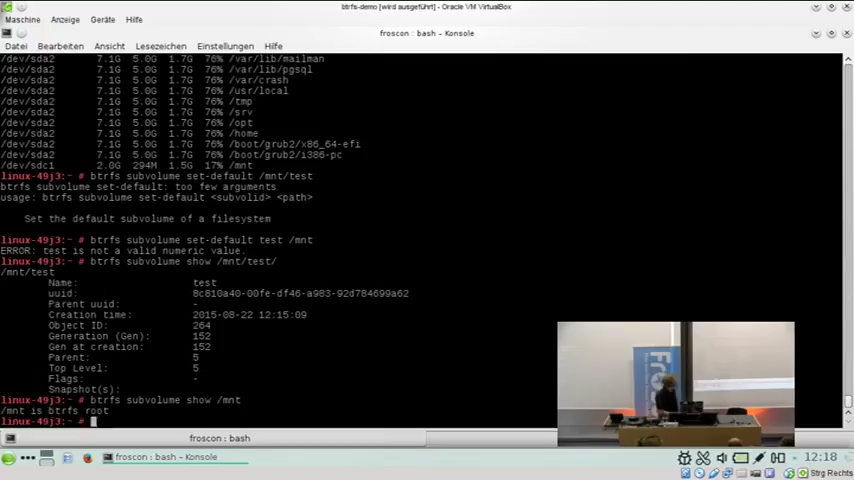 btrfs-demo [wird ausgeführt] - Oracle VM VirtualBox
Maschine Anzeige Geräte Hilfe
froscon : bash – Konsole
Datei Bearbeiten Ansicht Lesezeichen Einstellungen Hilfe
/dev/sda2 7.1G 5.0G 1.7G 76% /var/lib/mailman
/dev/sda2 7.1G 5.0G 1.7G 76% /var/lib/pgsql
/dev/sda2 7.1G 5.0G 1.7G 76% /var/crash
/dev/sda2 7.1G 5.0G 1.7G 76% /usr/local
/dev/sda2 7.1G 5.0G 1.7G 76% /tmp
/dev/sda2 7.1G 5.0G 1.7G 76% /srv
/dev/sda2 7.1G 5.0G 1.7G 76% /opt
/dev/sda2 7.1G 5.0G 1.7G 76% /home
/dev/sda2 7.1G 5.0G 1.7G 76% /boot/grub2/x86_64-efi
/dev/sda2 7.1G 5.0G 1.7G 76% /boot/grub2/i386-pc
/dev/sdc1 2.0G 294M 1.5G 17% /mnt
linux-49j3:~ # btrfs subvolume set-default /mnt/test
btrfs subvolume set-default: too few arguments
usage: btrfs subvolume set-default <subvolid> <path>
Set the default subvolume of a filesystem
linux-49j3:~ # btrfs subvolume set-default test /mnt
ERROR: test is not a valid numeric value.
linux-49j3:~ # btrfs subvolume show /mnt/test/
/mnt/test
Name: test
uuid: 8c810a40-00fe-df46-a983-92d784699a62
Parent uuid: -
Creation time: 2015-08-22 12:15:09
Object ID: 264
Generation (Gen): 152
Gen at creation: 152
Parent: 5
Top Level: 5
Flags: -
Snapshot(s):
linux-49j3:~ # btrfs subvolume show /mnt
/mnt is btrfs root
linux-49j3:~ #
froscon : bash
froscon : bash – Konsole
12:18
Strg Rechts